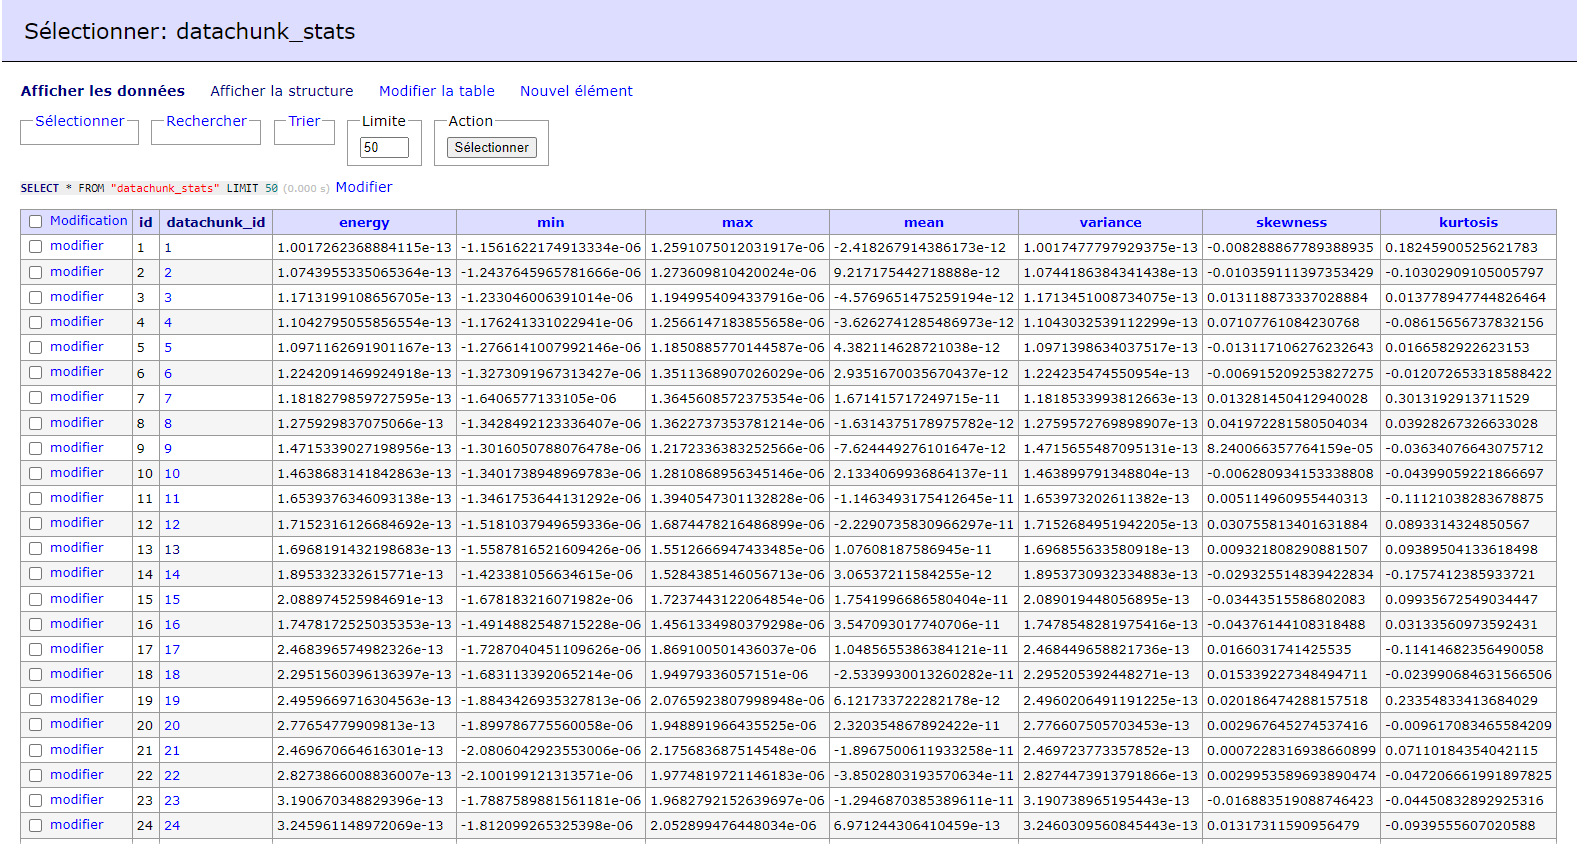 Sélectionner: datachunk_stats
Afficher les données Afficher la structure Modifier la table Nouvel élément
Sélectionner Rechercher Trier Limite Action
50 Sélectionner
SELECT * FROM "datachunk_stats" LIMIT 50 (0.000 s) Modifier
Modification id datachunk_id energy min max mean variance skewness kurtosis
modifier 1 1 1.0017262368884115e-13 -1.1561622174913334e-06 1.2591075012031917e-06 -2.418267914386173e-12 1.0017477797929375e-13 -0.008288867789388935 0.18245900525621783
modifier 2 2 1.0743955335065364e-13 -1.2437645965781666e-06 1.273609810420024e-06 9.217175442718888e-12 1.0744186384341438e-13 -0.010359111397353429 -0.10302909105005797
modifier 3 3 1.1713199108656705e-13 -1.233046006391014e-06 1.1949954094337916e-06 -4.5769651475259194e-12 1.1713451008734075e-13 0.013118873337028884 0.013778947744826464
modifier 4 4 1.1042795055856554e-13 -1.176241331022941e-06 1.2566147183855658e-06 -3.6262741285486973e-12 1.1043032539112299e-13 0.07107761084230768 -0.08615656737832156
modifier 5 5 1.0971162691901167e-13 -1.2766141007992146e-06 1.1850885770144587e-06 4.382114628721038e-12 1.0971398634037517e-13 -0.013117106276232643 0.0166582922623153
modifier 6 6 1.2242091469924918e-13 -1.3273091967313427e-06 1.3511368907026029e-06 2.9351670035670437e-12 1.224235474550954e-13 -0.006915209253827275 -0.012072653318588422
modifier 7 7 1.1818279859727595e-13 -1.6406577133105e-06 1.3645608572375354e-06 1.671415717249715e-11 1.1818533993812663e-13 0.013281450412940028 0.3013192913711529
modifier 8 8 1.275929837075066e-13 -1.3428492123336407e-06 1.3622737353781214e-06 -1.6314375178975782e-12 1.2759572769898907e-13 0.041972281580504034 0.03928267326633028
modifier 9 9 1.4715339027198956e-13 -1.3016050788076478e-06 1.2172336383252566e-06 -7.624449276101647e-12 1.4715655487095131e-13 8.240066357764159e-05 -0.03634076643075712
modifier 10 10 1.4638683141842863e-13 -1.3401738948969783e-06 1.2810868956345146e-06 2.1334069936864137e-11 1.463899791348804e-13 -0.006280934153338808 -0.04399059221866697
modifier 11 11 1.6539376346093138e-13 -1.3461753644131292e-06 1.3940547301132828e-06 -1.1463493175412645e-11 1.653973202611382e-13 0.005114960955440313 -0.11121038283678875
modifier 12 12 1.7152316126684692e-13 -1.5181037949659336e-06 1.6874478216486899e-06 -2.2290735830966297e-11 1.7152684951942205e-13 0.030755813401631884 0.0893314324850567
modifier 13 13 1.6968191432198683e-13 -1.5587816521609426e-06 1.5512666947433485e-06 1.07608187586945e-11 1.696855633580918e-13 0.009321808290881507 0.09389504133618498
modifier 14 14 1.895332332615771e-13 -1.423381056634615e-06 1.5284385146056713e-06 3.06537211584255e-12 1.8953730932334883e-13 -0.029325514839422834 -0.1757412385933721
modifier 15 15 2.088974525984691e-13 -1.678183216071982e-06 1.7237443122064854e-06 1.7541996686580404e-11 2.089019448056895e-13 -0.03443515586802083 0.09935672549034447
modifier 16 16 1.7478172525035353e-13 -1.4914882548715228e-06 1.4561334980379298e-06 3.547093017740706e-11 1.7478548281975416e-13 -0.04376144108318488 0.03133560973592431
modifier 17 17 2.468396574982326e-13 -1.7287040451109626e-06 1.869100501436037e-06 1.0485655386384121e-11 2.468449658821736e-13 0.0166031741425535 -0.11414682356490058
modifier 18 18 2.2951560396136397e-13 -1.683113392065214e-06 1.94979336057151e-06 -2.5339930013260282e-11 2.295205392448271e-13 0.015339227348494711 -0.023990684631566506
modifier 19 19 2.4959669716304563e-13 -1.8843426935327813e-06 2.0765923807998948e-06 6.121733722282178e-12 2.4960206491191225e-13 0.020186474288157518 0.23354833413684029
modifier 20 20 2.77654779909813e-13 -1.899786775560058e-06 1.948891966435525e-06 2.320354867892422e-11 2.776607505703453e-13 0.002967645274537416 -0.009617083465584209
modifier 21 21 2.469670664616301e-13 -2.0806042923553006e-06 2.175683687514548e-06 -1.8967500611933258e-11 2.469723773357852e-13 0.0007228316938660899 0.07110184354042115
modifier 22 22 2.8273866008836007e-13 -2.100199121313571e-06 1.9774819721146183e-06 -3.8502803193570634e-11 2.8274473913791866e-13 0.0029953589693890474 -0.047206661991897825
modifier 23 23 3.190670348829396e-13 -1.7887589881561181e-06 1.9682792152639697e-06 -1.2946870385389611e-11 3.190738965195443e-13 -0.016883519088746423 -0.04450832892925316
modifier 24 24 3.245961148972069e-13 -1.812099265325398e-06 2.052899476448034e-06 6.971244306410459e-13 3.2460309560845443e-13 0.01317311590956479 -0.0939555607020588